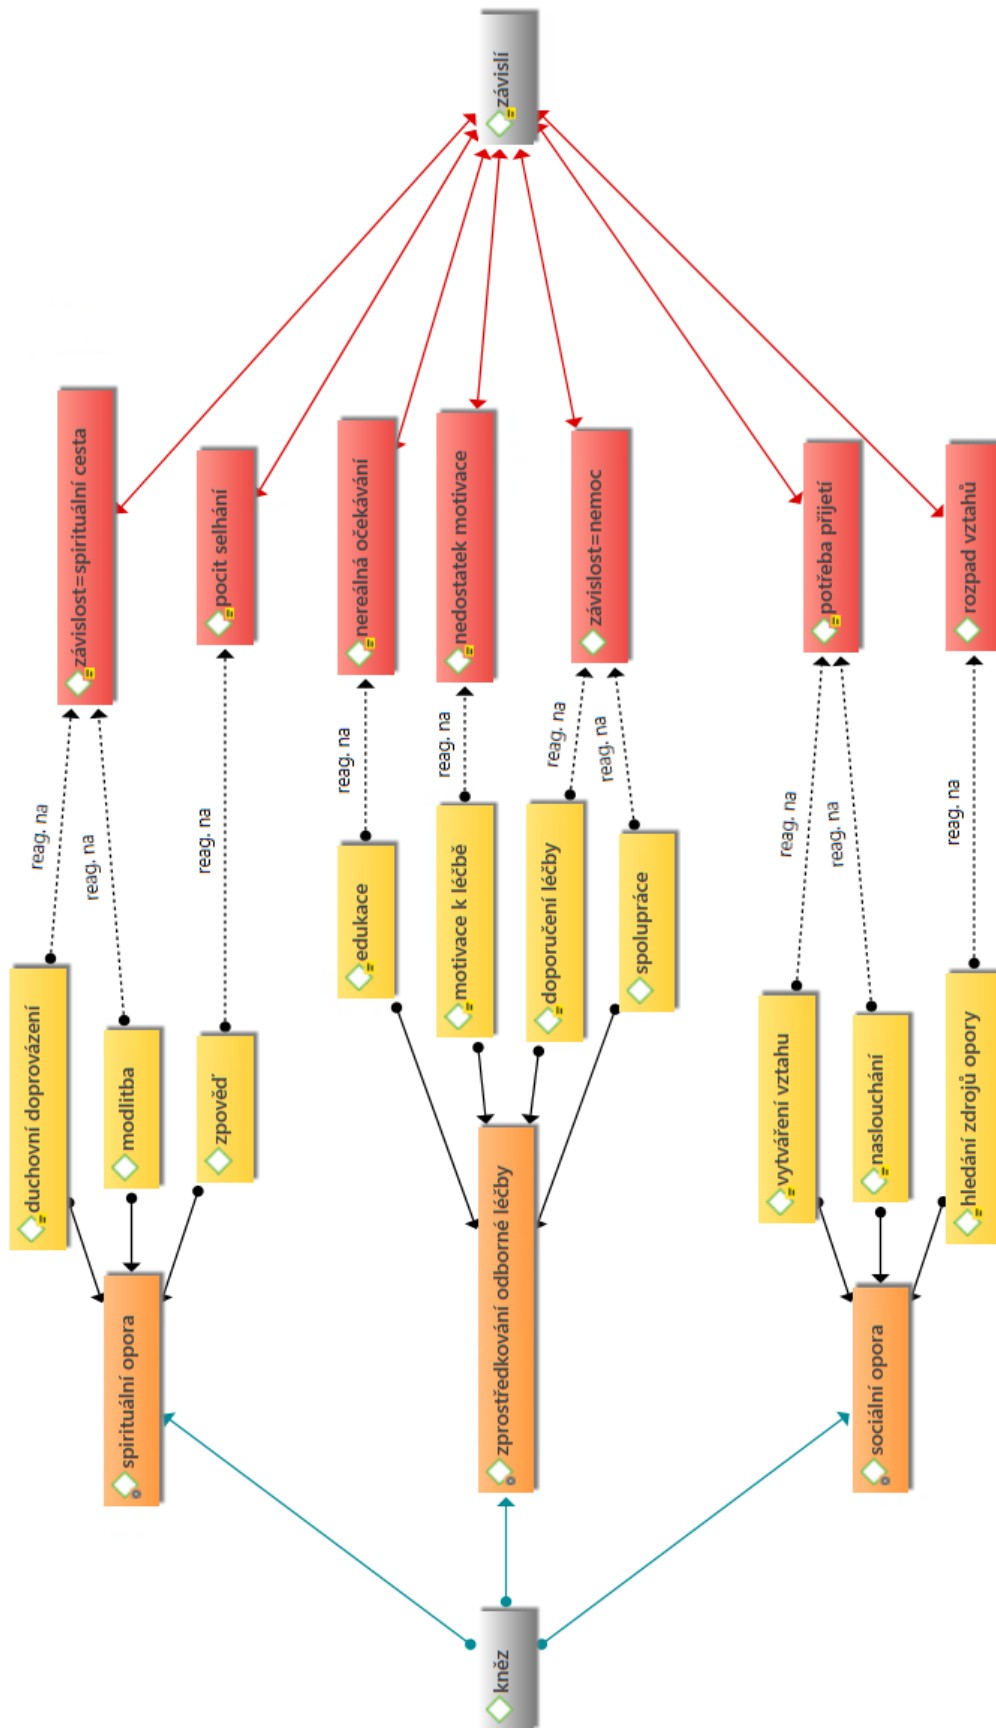 kněz
spirituální opora
zprostředkování odborné léčby
sociální opora
duchovní doprovázení
modlitba
zpověď
edukace
motivace k léčbě
doporučení léčby
spolupráce
vytváření vztahu
naslouchání
hledání zdrojů opory
reag. na
reag. na
reag. na
reag. na
reag. na
reag. na
reag. na
reag. na
reag. na
reag. na
závislost=spirituální cesta
pocit selhání
nereálná očekávání
nedostatek motivace
závislost=nemoc
potřeba přijetí
rozpad vztahů
závislí